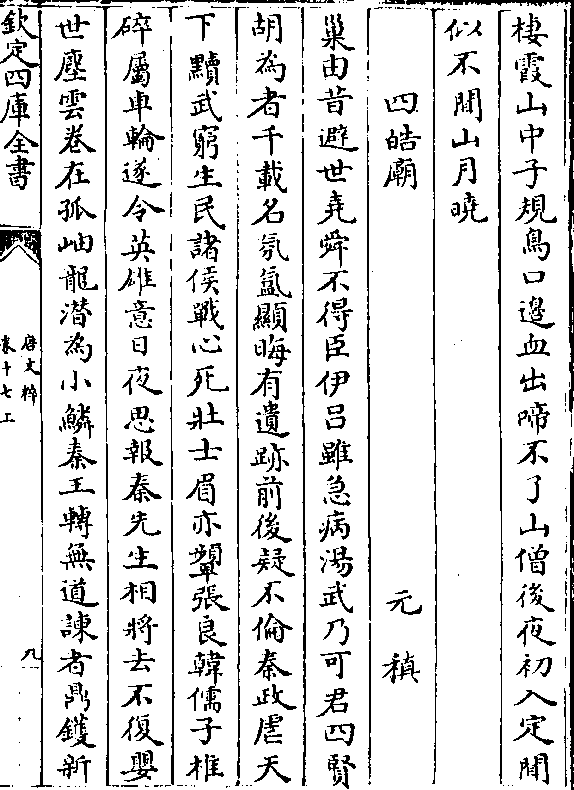 棲霞山中子規鳥口邊血出啼不了山僧後夜初入定聞
似不聞山月曉
四皓廟　元稹
巢由昔避世堯舜不得臣伊吕雖急病湯武乃可君四賢
胡為者千載名氛氳顯晦有遺跡前後疑不倫秦政虐天
下黷武窮生民諸侯戰必死壯士眉亦顰張良韓儒子椎
碎屬車輪遂令英雄意日夜思報秦先生相將去不復嬰
世塵雲卷在孤岫龍潛為小鱗秦王轉無道諫者鼎鑊新
欽定四庫全書
唐文粹
卷十七上
九